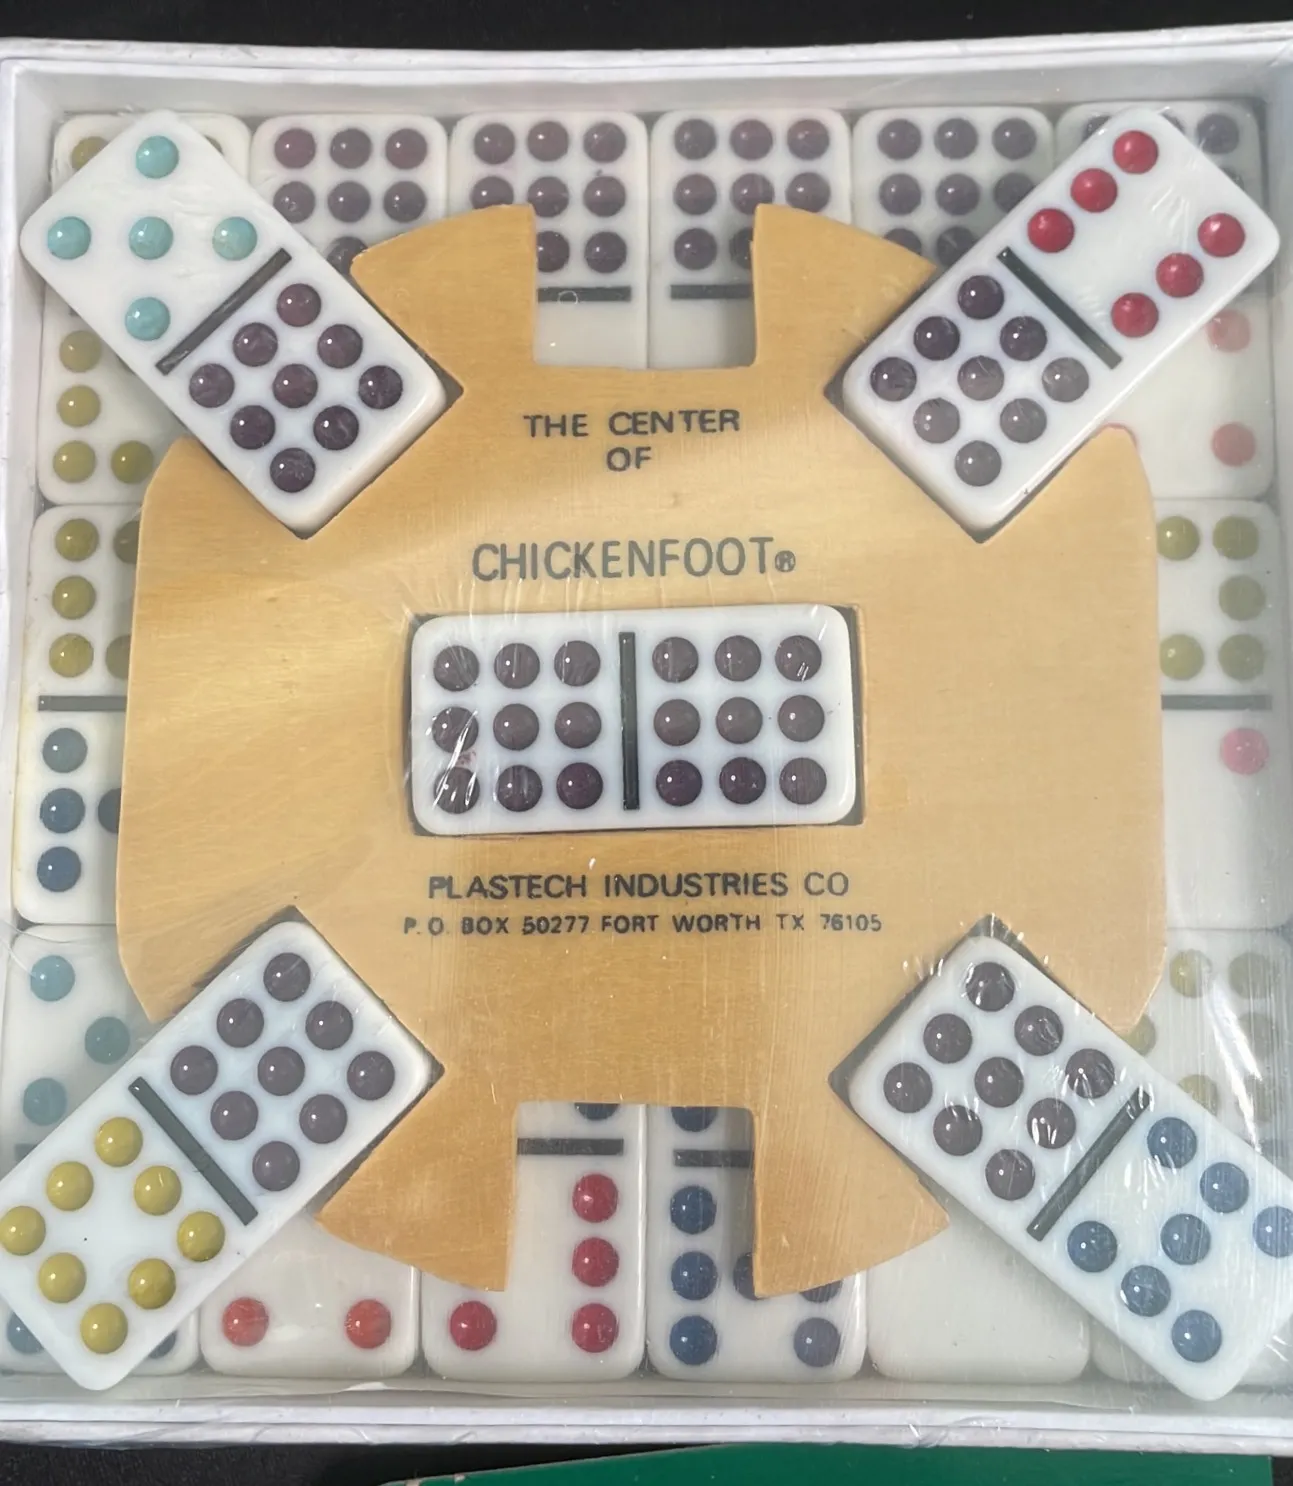 THE CENTER
OF
CHICKENFOOT®
PLASTECH INDUSTRIES CO
P.O. BOX 50277 FORT WORTH TX 76105